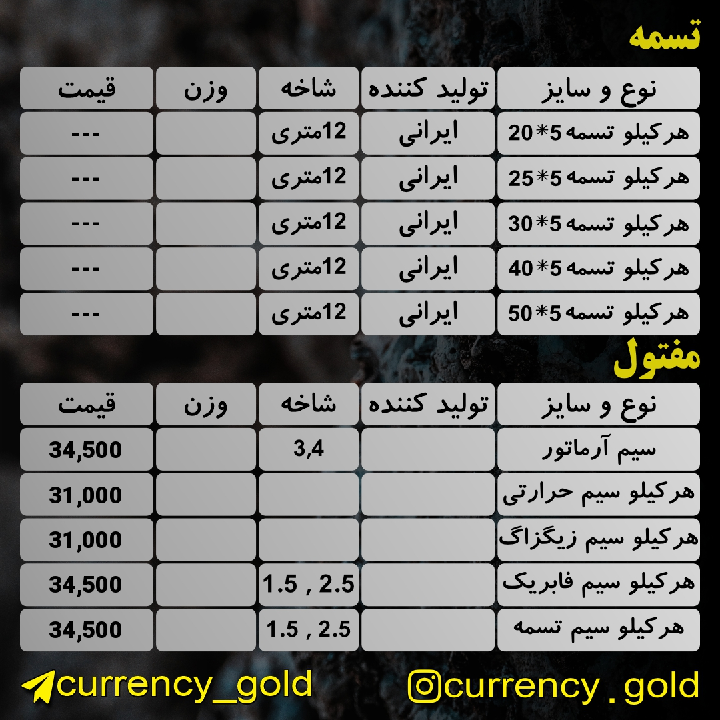 تسمه
نوع و سایز تولید کننده شاخه وزن قیمت
هرکیلو تسمه 5*20 ایرانی 12متری ---
هرکیلو تسمه 5*25 ایرانی 12متری ---
هرکیلو تسمه 5*30 ایرانی 12متری ---
هرکیلو تسمه 5*40 ایرانی 12متری ---
هرکیلو تسمه 5*50 ایرانی 12متری ---
مفتول
نوع و سایز تولید کننده شاخه وزن قیمت
سیم آرماتور 3,4 34,500
هرکیلو سیم حرارتی 31,000
هرکیلو سیم زیگزاگ 31,000
هرکیلو سیم فابریک 1.5 , 2.5 34,500
هرکیلو سیم تسمه 1.5 , 2.5 34,500
currency_gold currency.gold